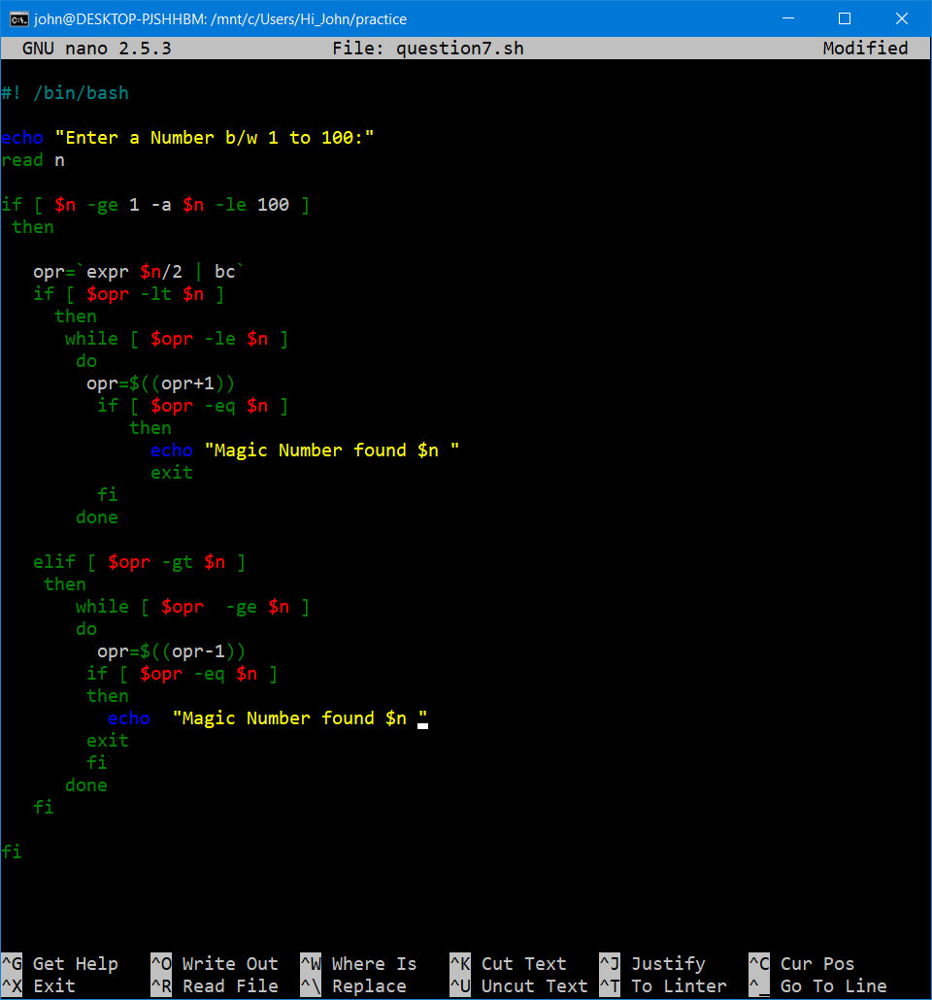 john@DESKTOP-PJSHHBM: /mnt/c/Users/Hi_John/practice
GNU nano 2.5.3 File: question7.sh Modified
#! /bin/bash
echo "Enter a Number b/w 1 to 100:"
read n
if [ $n -ge 1 -a $n -le 100 ]
then
opr=`expr $n/2 | bc`
if [ $opr -lt $n ]
then
while [ $opr -le $n ]
do
opr=$((opr+1))
if [ $opr -eq $n ]
then
echo "Magic Number found $n "
exit
fi
done
elif [ $opr -gt $n ]
then
while [ $opr  -ge $n ]
do
opr=$((opr-1))
if [ $opr -eq $n ]
then
echo  "Magic Number found $n "
exit
fi
done
fi
fi
^G Get Help ^O Write Out ^W Where Is ^K Cut Text ^J Justify ^C Cur Pos
^X Exit ^R Read File ^\ Replace ^U Uncut Text ^T To Linter ^_ Go To Line